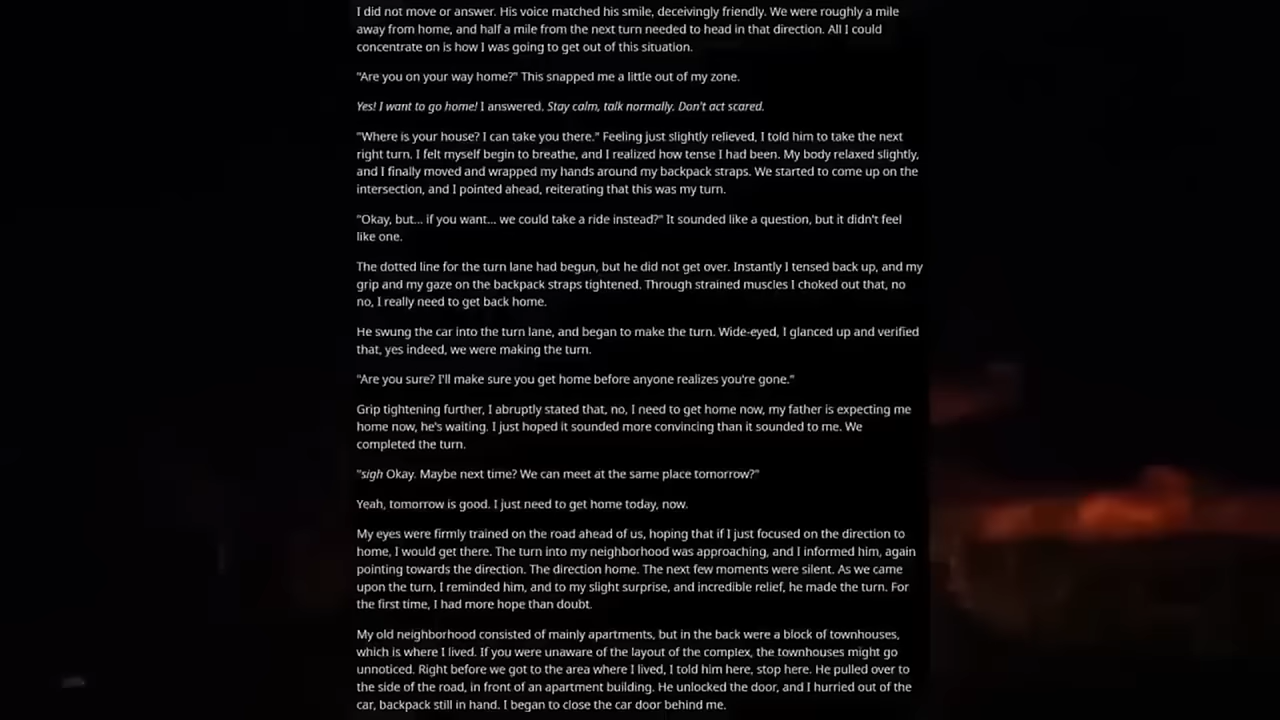 I did not move or answer. His voice matched his smile, deceivingly friendly. We were roughly a mile
away from home, and half a mile from the next turn needed to head in that direction. All I could
concentrate on is how I was going to get out of this situation.
"Are you on your way home?" This snapped me a little out of my zone.
Yes! I want to go home! I answered. Stay calm, talk normally. Don't act scared.
"Where is your house? I can take you there." Feeling just slightly relieved, I told him to take the next
right turn. I felt myself begin to breathe, and I realized how tense I had been. My body relaxed slightly,
and I finally moved and wrapped my hands around my backpack straps. We started to come up on the
intersection, and I pointed ahead, reiterating that this was my turn.
"Okay, but... if you want... we could take a ride instead?" It sounded like a question, but it didn't feel
like one.
The dotted line for the turn lane had begun, but he did not get over. Instantly I tensed back up, and my
grip and my gaze on the backpack straps tightened. Through strained muscles I choked out that, no
no, I really need to get back home.
He swung the car into the turn lane, and began to make the turn. Wide-eyed, I glanced up and verified
that, yes indeed, we were making the turn.
"Are you sure? I'll make sure you get home before anyone realizes you're gone."
Grip tightening further, I abruptly stated that, no, I need to get home now, my father is expecting me
home now, he's waiting. I just hoped it sounded more convincing than it sounded to me. We
completed the turn.
"sigh Okay. Maybe next time? We can meet at the same place tomorrow?"
Yeah, tomorrow is good. I just need to get home today, now.
My eyes were firmly trained on the road ahead of us, hoping that if I just focused on the direction to
home, I would get there. The turn into my neighborhood was approaching, and I informed him, again
pointing towards the direction. The direction home. The next few moments were silent. As we came
upon the turn, I reminded him, and to my slight surprise, and incredible relief, he made the turn. For
the first time, I had more hope than doubt.
My old neighborhood consisted of mainly apartments, but in the back were a block of townhouses,
which is where I lived. If you were unaware of the layout of the complex, the townhouses might go
unnoticed. Right before we got to the area where I lived, I told him here, stop here. He pulled over to
the side of the road, in front of an apartment building. He unlocked the door, and I hurried out of the
car, backpack still in hand. I began to close the car door behind me.